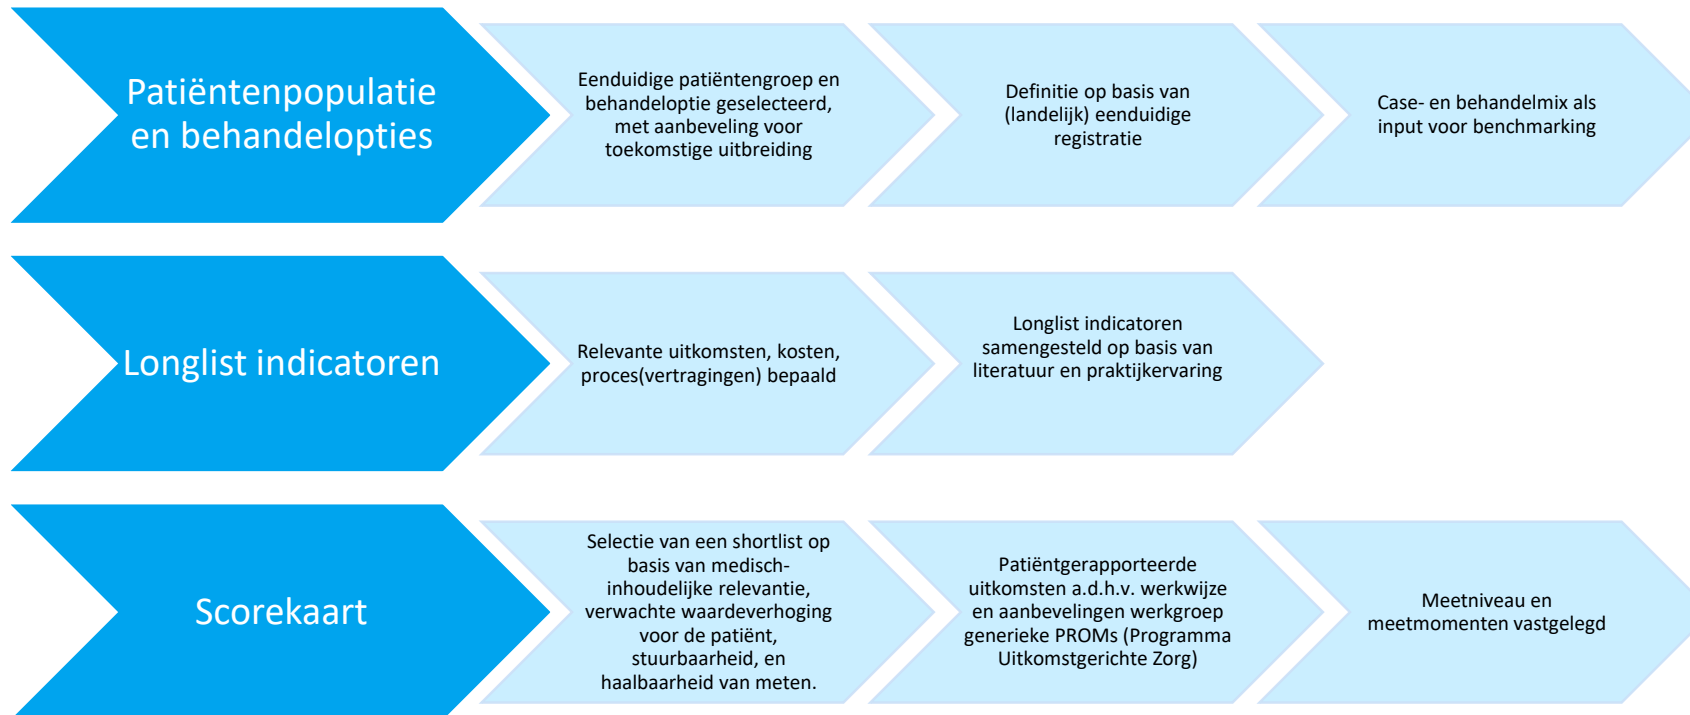 Patiëntenpopulatie
en behandelopties
Eenduidige patiëntengroep en
behandeloptie geselecteerd,
met aanbeveling voor
toekomstige uitbreiding
Definitie op basis van
(landelijk) eenduidige
registratie
Case- en behandelmix als
input voor benchmarking
Longlist indicatoren
Relevante uitkomsten, kosten,
proces(vertragingen) bepaald
Longlist indicatoren
samengesteld op basis van
literatuur en praktijkervaring
Scorekaart
Selectie van een shortlist op
basis van medisch-
inhoudelijke relevantie,
verwachte waardeverhoging
voor de patiënt,
stuurbaarheid, en
haalbaarheid van meten.
Patiëntgerapporteerde
uitkomsten a.d.h.v. werkwijze
en aanbevelingen werkgroep
generieke PROMs (Programma
Uitkomstgerichte Zorg)
Meetniveau en
meetmomenten vastgelegd